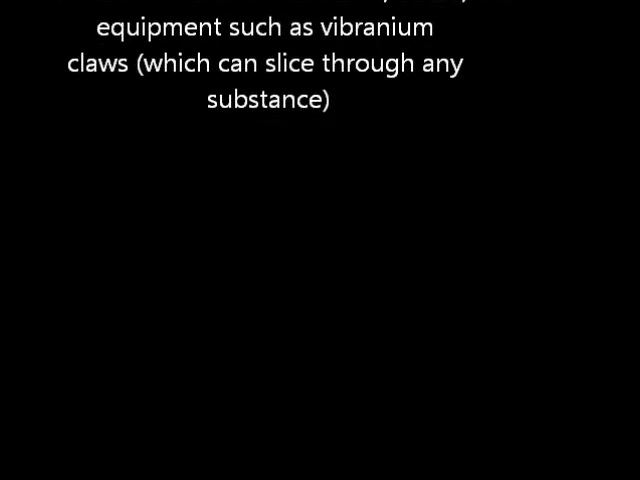 equipment such as vibranium
claws (which can slice through any
substance)